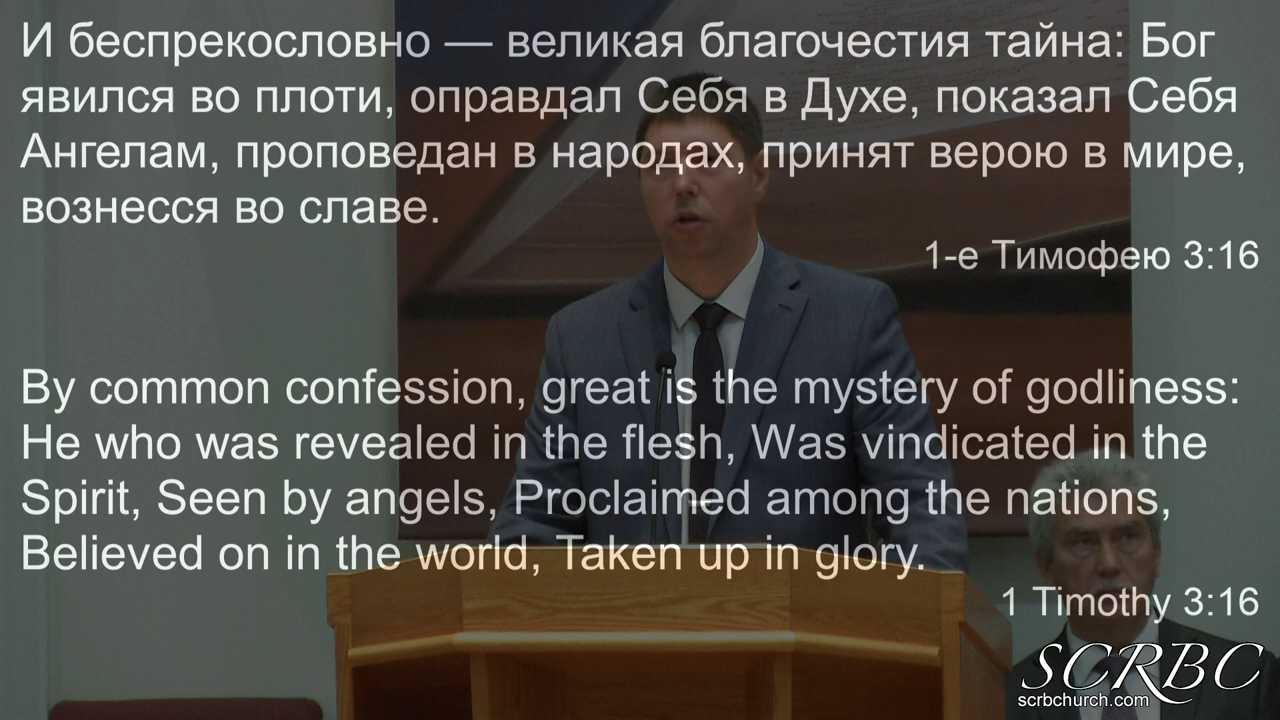 И беспрекословно — великая благочестия тайна: Бог
явился во плоти, оправдал Себя в Духе, показал Себя
Ангелам, проповедан в народах, принят верою в мире,
вознесся во славе.
1-е Тимофею 3:16
By common confession, great is the mystery of godliness:
He who was revealed in the flesh, Was vindicated in the
Spirit, Seen by angels, Proclaimed among the nations,
Believed on in the world, Taken up in glory.
1 Timothy 3:16
SCRBC
scrbchurch.com